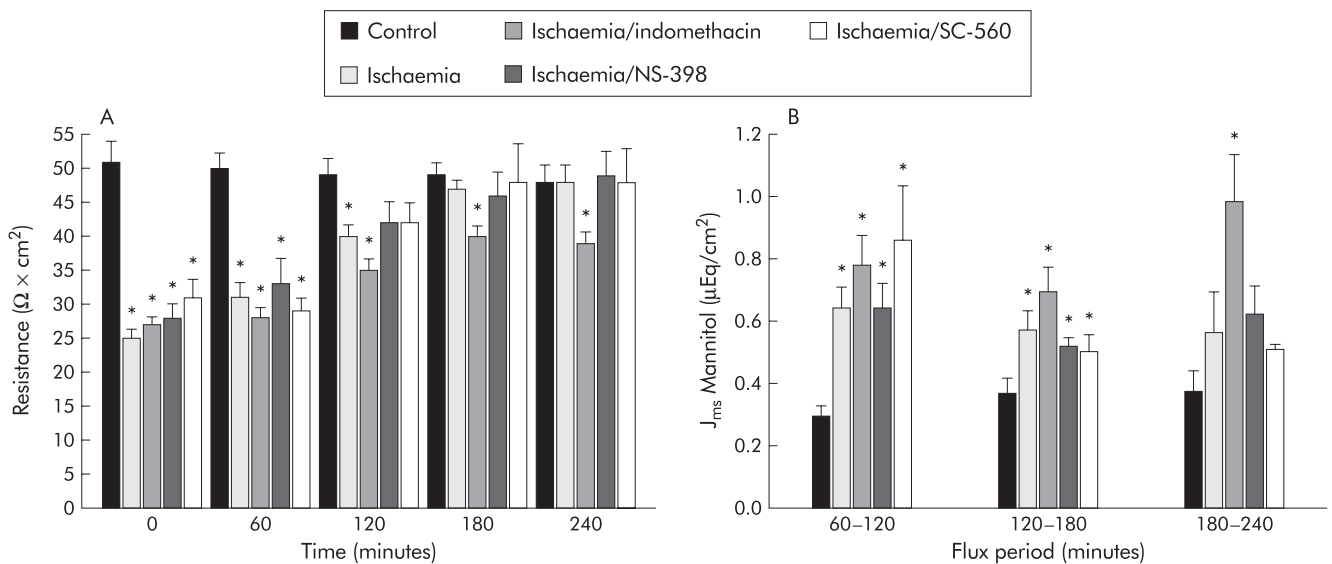 Control
Ischaemia/indomethacin
Ischaemia/SC-560
Ischaemia
Ischaemia/NS-398
A
55
50
45
40
35
30
25
20
15
10
5
0
Resistance (Ω × cm²)
* * * *
* * * *
* *
*
*
0 60 120 180 240
Time (minutes)
B
1.2
1.0
0.8
0.6
0.4
0.2
0.0
Jms Mannitol (µEq/cm²)
* * * *
* * * *
*
60–120 120–180 180–240
Flux period (minutes)